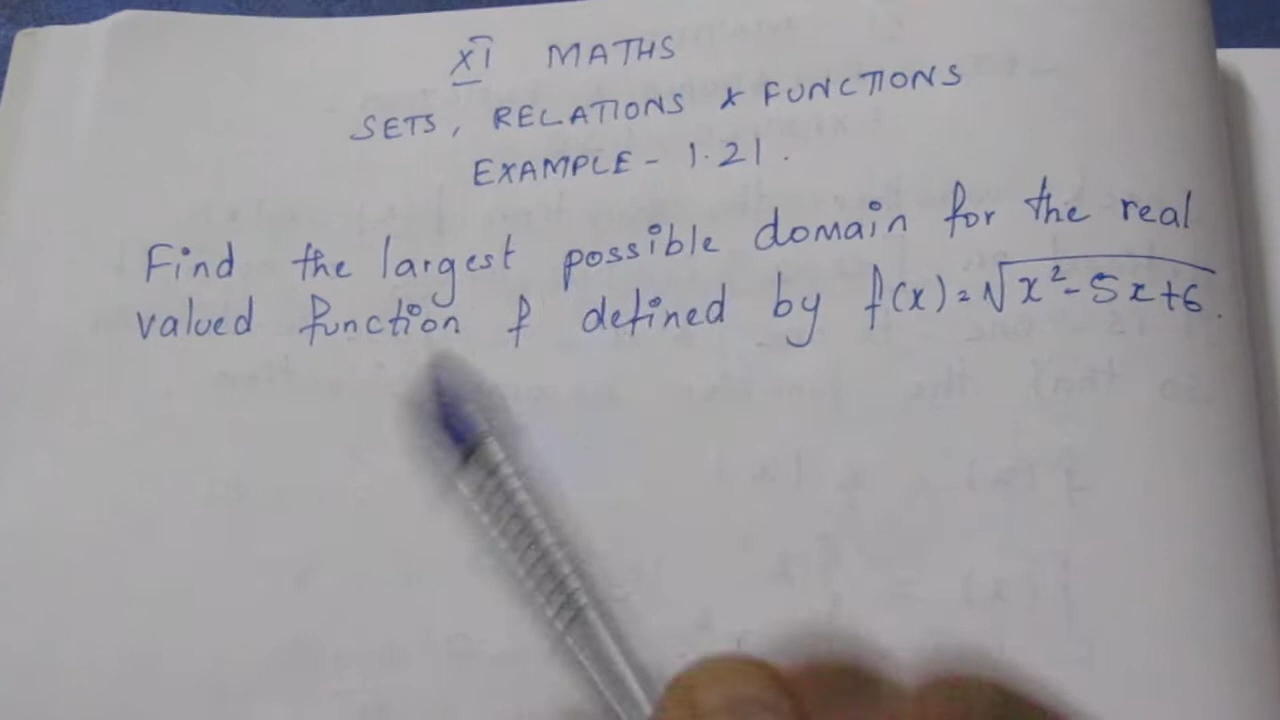 XI MATHS
SETS, RELATIONS & FUNCTIONS
EXAMPLE - 1.21.
Find the largest possible domain for the real
valued function f defined by f(x) = √x²-5x+6.